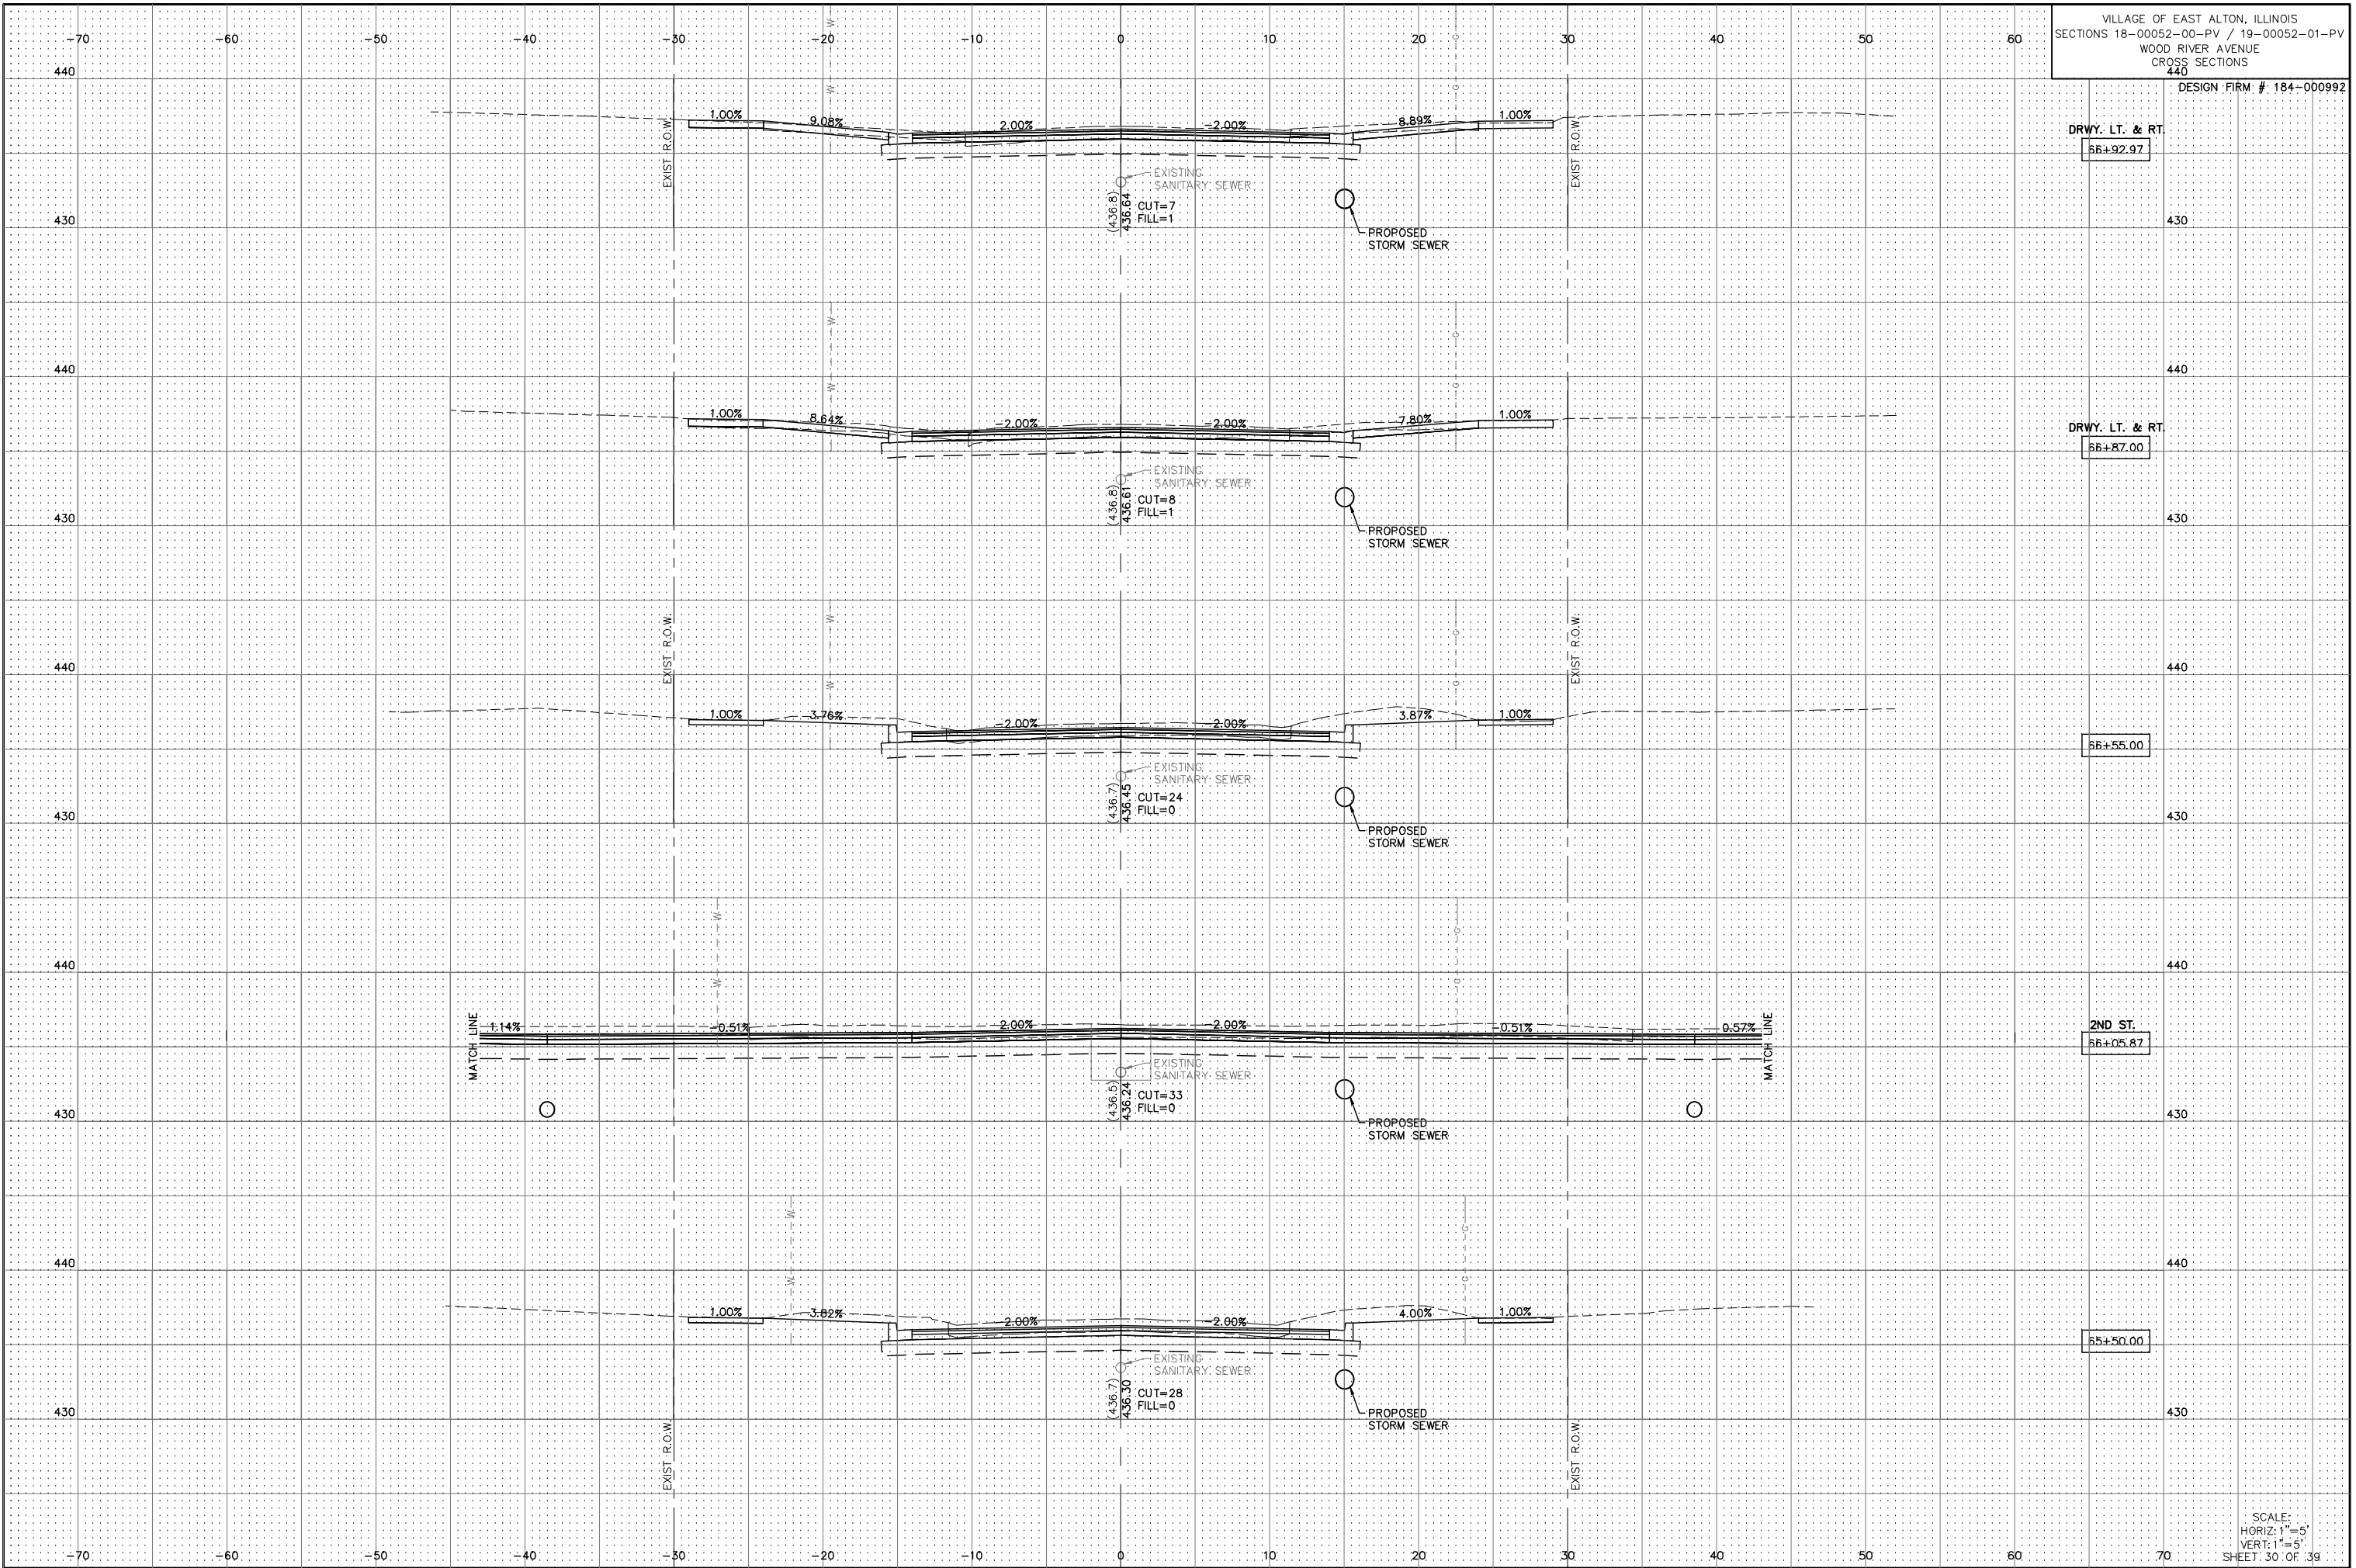 VILLAGE OF EAST ALTON, ILLINOIS
SECTIONS 18-00052-00-PV / 19-00052-01-PV
WOOD RIVER AVENUE
CROSS SECTIONS
DESIGN FIRM # 184-000992
-70 -60 -50 -40 -30 -20 -10 0 10 20 30 40 50 60
W G
440 440
W G
1.00% 9.08% 2.00% -2.00% 8.89% 1.00%
DRWY. LT. & RT.
66+92.97
EXIST R.O.W. EXIST R.O.W.
EXISTING
SANITARY SEWER
(436.8)
436.64
CUT=7
FILL=1
430 430
PROPOSED
STORM SEWER
W G
440 440
W G
1.00% 8.64% -2.00% -2.00% 7.80% 1.00%
DRWY. LT. & RT.
66+87.00
EXISTING
SANITARY SEWER
(436.8)
436.61
CUT=8
FILL=1
430 430
PROPOSED
STORM SEWER
W G
EXIST R.O.W. EXIST R.O.W.
440 440
W G
1.00% 3.76% -2.00% -2.00% 3.87% 1.00%
66+55.00
EXISTING
SANITARY SEWER
(436.7)
436.45
CUT=24
FILL=0
430 430
PROPOSED
STORM SEWER
W G
440 440
W G
MATCH LINE MATCH LINE
1.14% -0.51% 2.00% -2.00% -0.51% 0.57%
2ND ST.
66+05.87
EXISTING
SANITARY SEWER
(436.5)
436.24
CUT=33
FILL=0
430 430
PROPOSED
STORM SEWER
W G
440 440
W G
1.00% 3.82% 2.00% -2.00% 4.00% 1.00%
65+50.00
EXISTING
SANITARY SEWER
(436.7)
436.30
CUT=28
FILL=0
430 430
PROPOSED
STORM SEWER
EXIST R.O.W. EXIST R.O.W.
-70 -60 -50 -40 -30 -20 -10 0 10 20 30 40 50 60
SCALE:
HORIZ:1"=5'
VERT:1"=5'
SHEET 30 OF 39